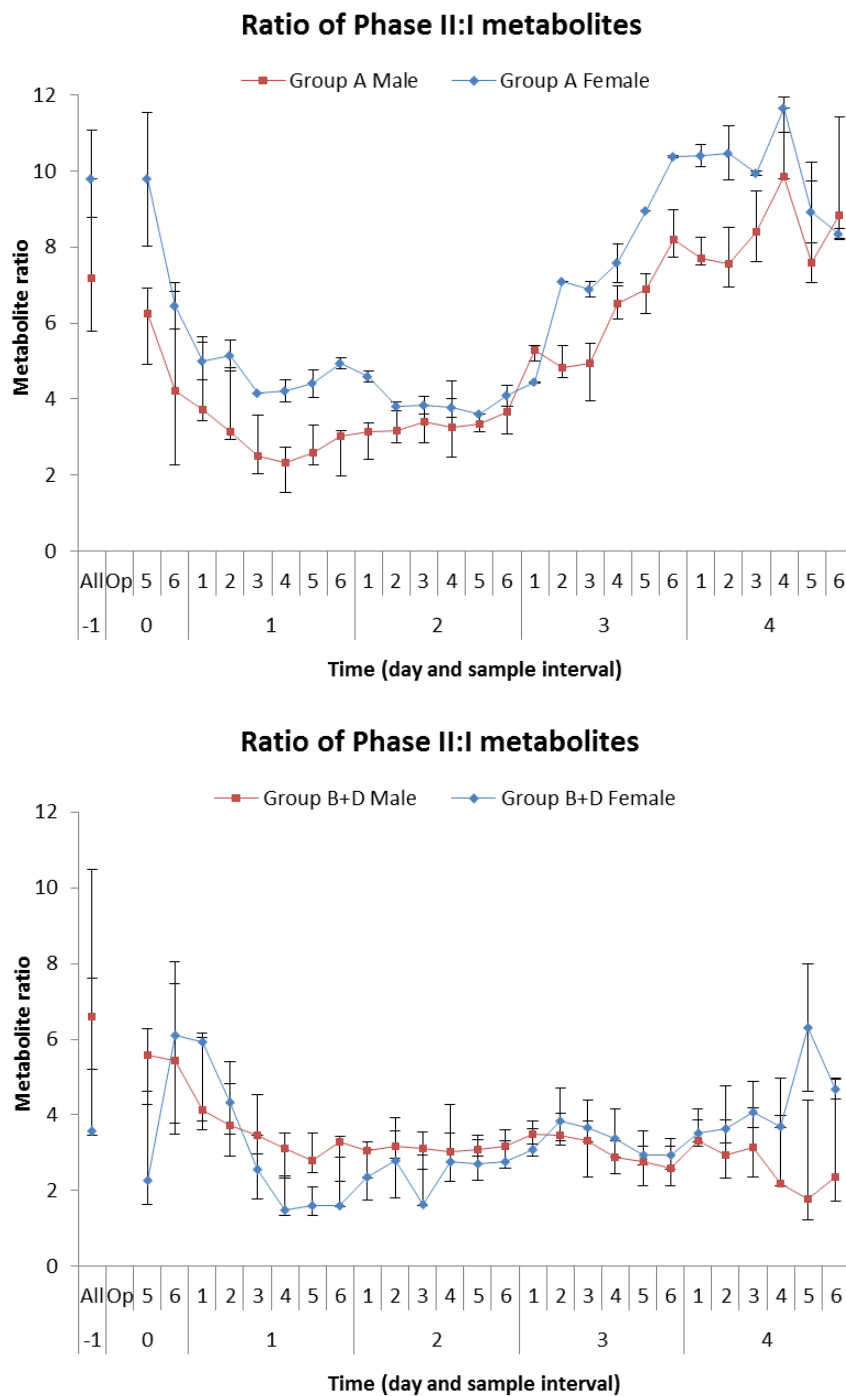 Ratio of Phase II:I metabolites
Group A Male Group A Female
12
10
8
6
4
2
0
Metabolite ratio
All Op 5 6 1 2 3 4 5 6 1 2 3 4 5 6 1 2 3 4 5 6 1 2 3 4 5 6
-1 0 1 2 3 4
Time (day and sample interval)
Ratio of Phase II:I metabolites
Group B+D Male Group B+D Female
12
10
8
6
4
2
0
Metabolite ratio
All Op 5 6 1 2 3 4 5 6 1 2 3 4 5 6 1 2 3 4 5 6 1 2 3 4 5 6
-1 0 1 2 3 4
Time (day and sample interval)